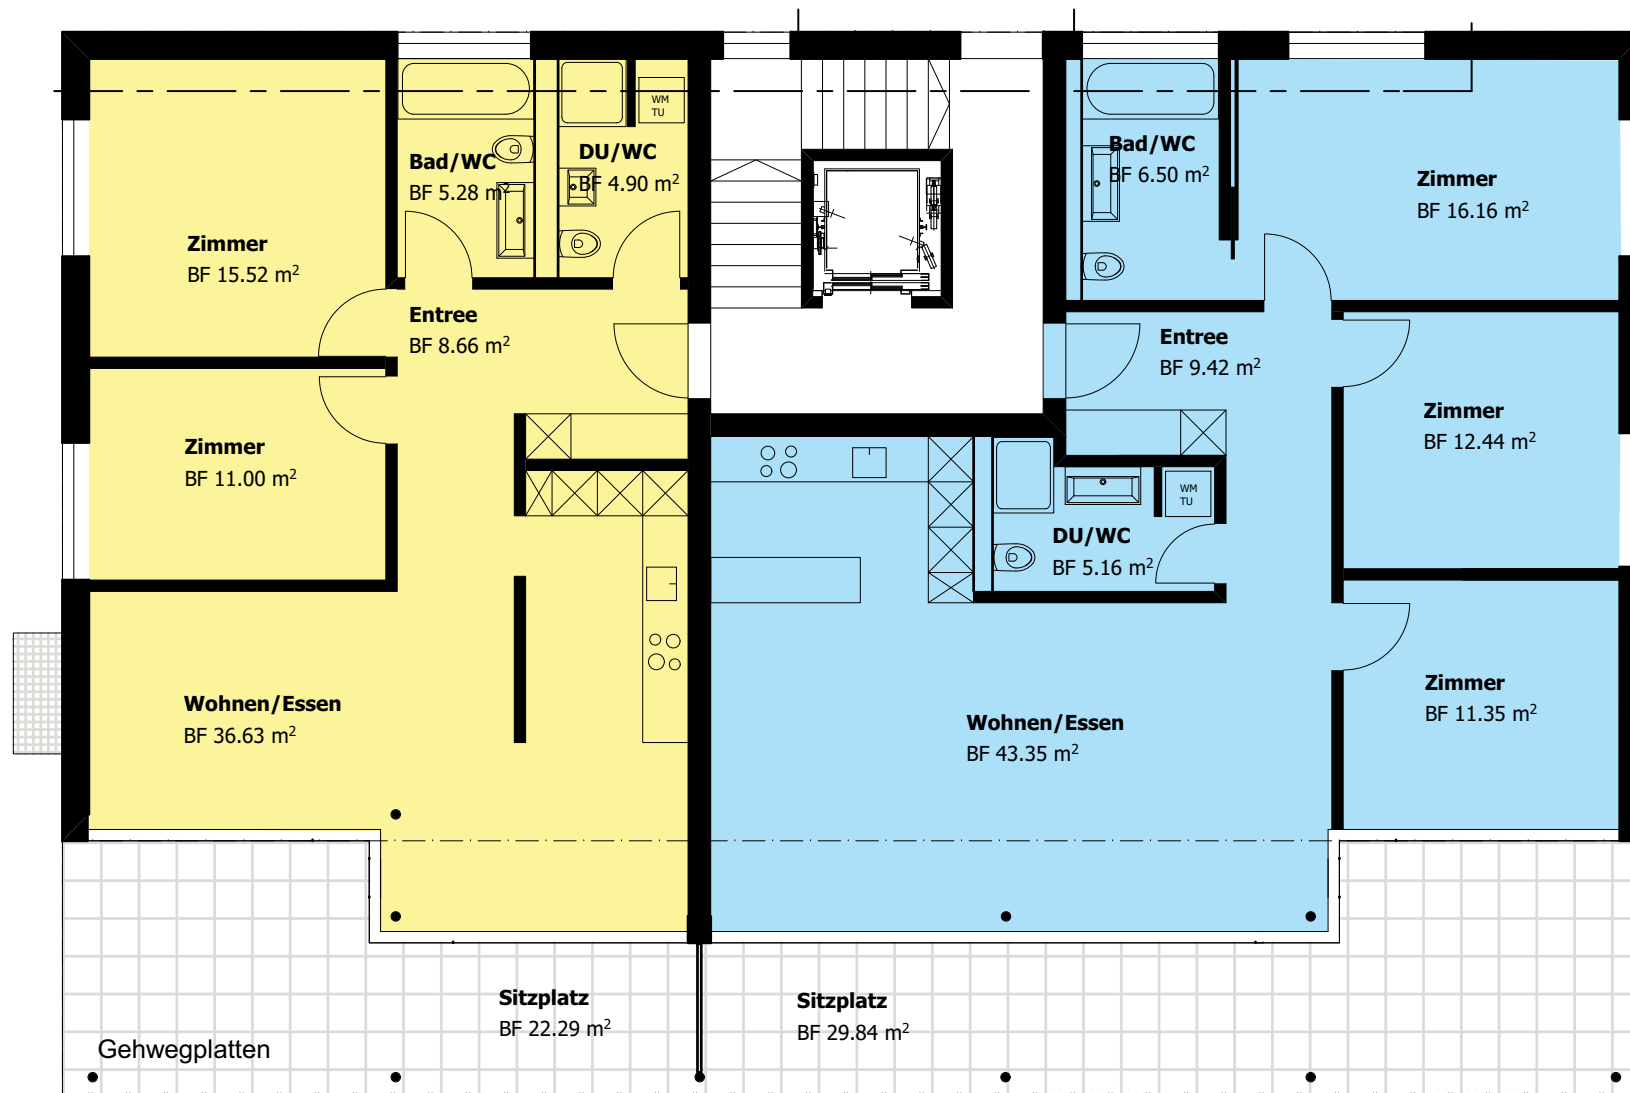 Bad/WC
BF 5.28 m²
DU/WC
BF 4.90 m²
WM
TU
Zimmer
BF 15.52 m²
Entree
BF 8.66 m²
Zimmer
BF 11.00 m²
Wohnen/Essen
BF 36.63 m²
Bad/WC
BF 6.50 m²
Zimmer
BF 16.16 m²
Entree
BF 9.42 m²
Zimmer
BF 12.44 m²
WM
TU
DU/WC
BF 5.16 m²
Zimmer
BF 11.35 m²
Wohnen/Essen
BF 43.35 m²
Sitzplatz
BF 22.29 m²
Sitzplatz
BF 29.84 m²
Gehwegplatten